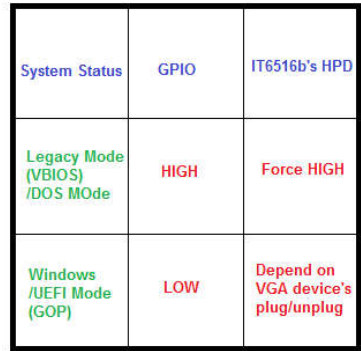 System Status
GPIO
IT6516b's HPD
Legacy Mode
(VBIOS)
/DOS MOde
HIGH
Force HIGH
Windows
/UEFI Mode
(GOP)
LOW
Depend on
VGA device's
plug/unplug